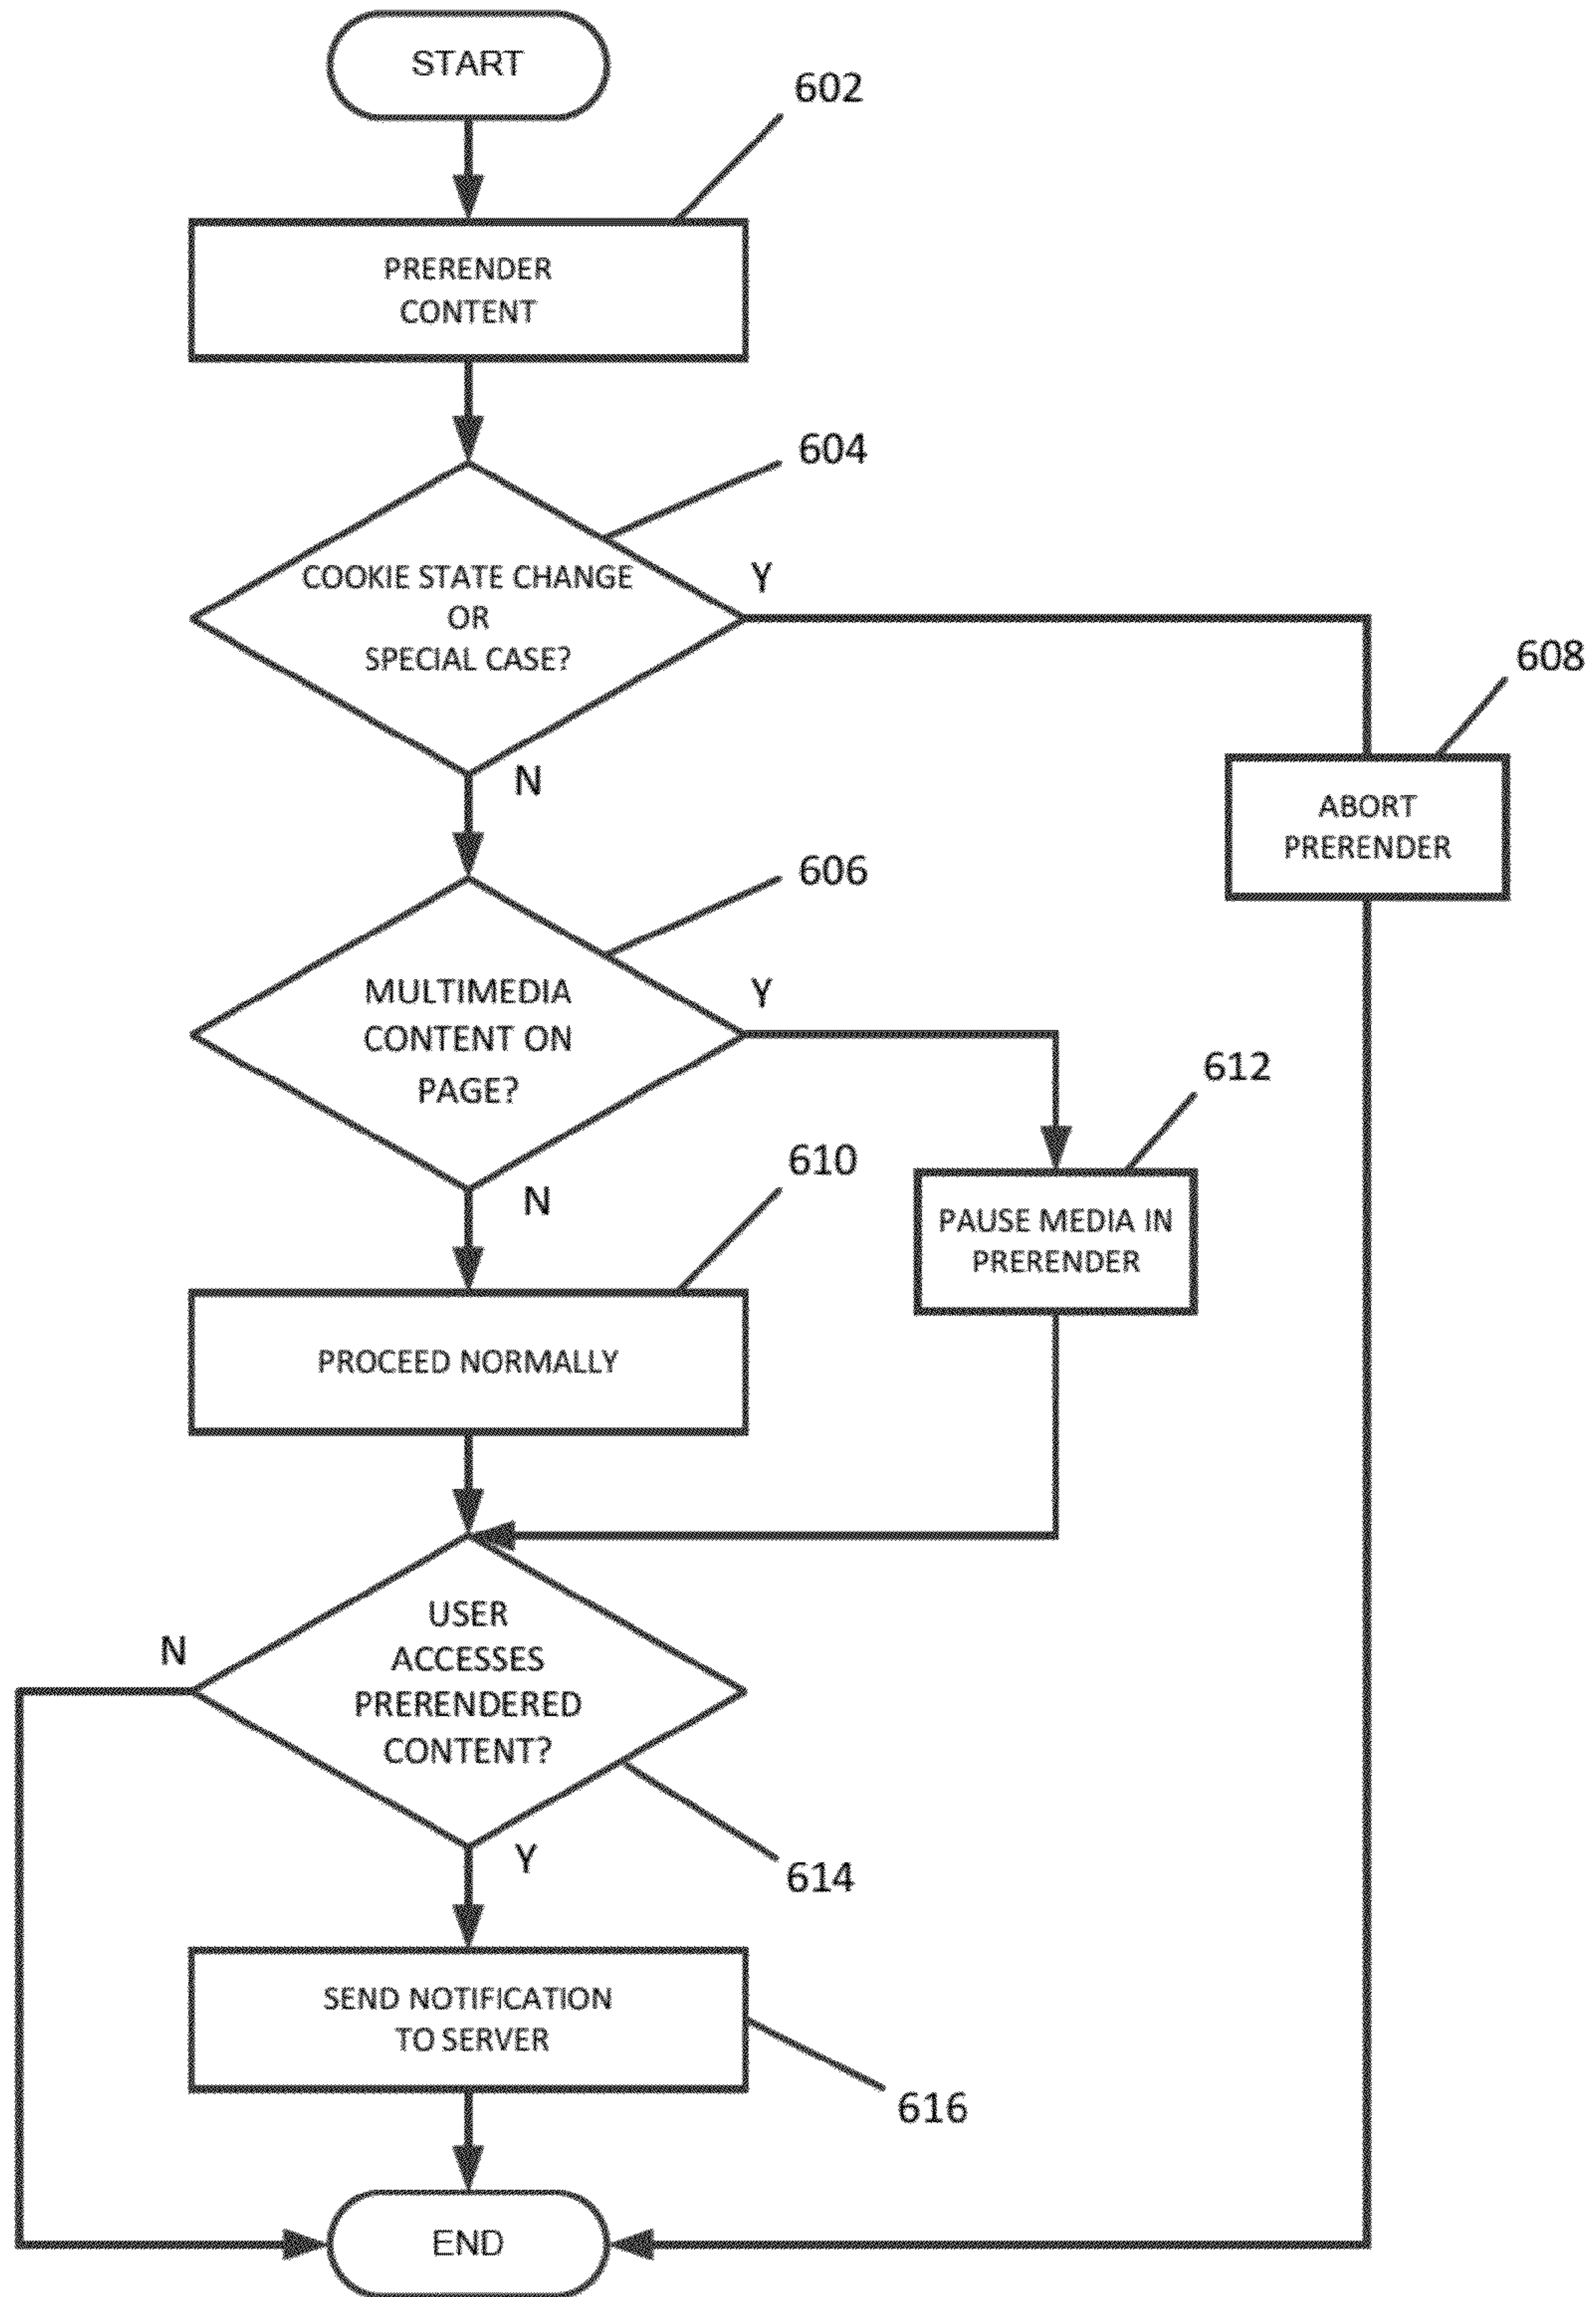 START
602
PRERENDER
CONTENT
604
COOKIE STATE CHANGE
OR
SPECIAL CASE?
Y
N
608
ABORT
PRERENDER
606
MULTIMEDIA
CONTENT ON
PAGE?
Y
N
612
PAUSE MEDIA IN
PRERENDER
610
PROCEED NORMALLY
USER
ACCESSES
PRERENDERED
CONTENT?
N
Y
614
SEND NOTIFICATION
TO SERVER
616
END